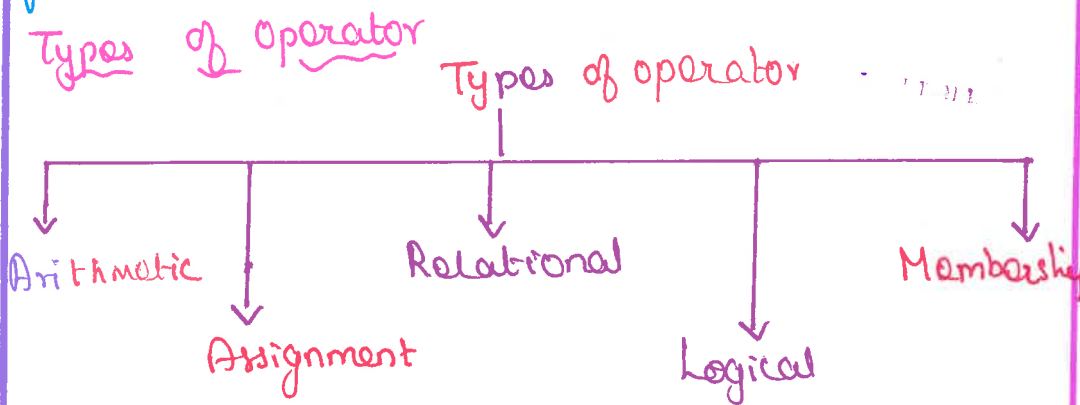 Types of Operator
Types of operator
Arithmetic
Relational
Membership
Assignment
Logical